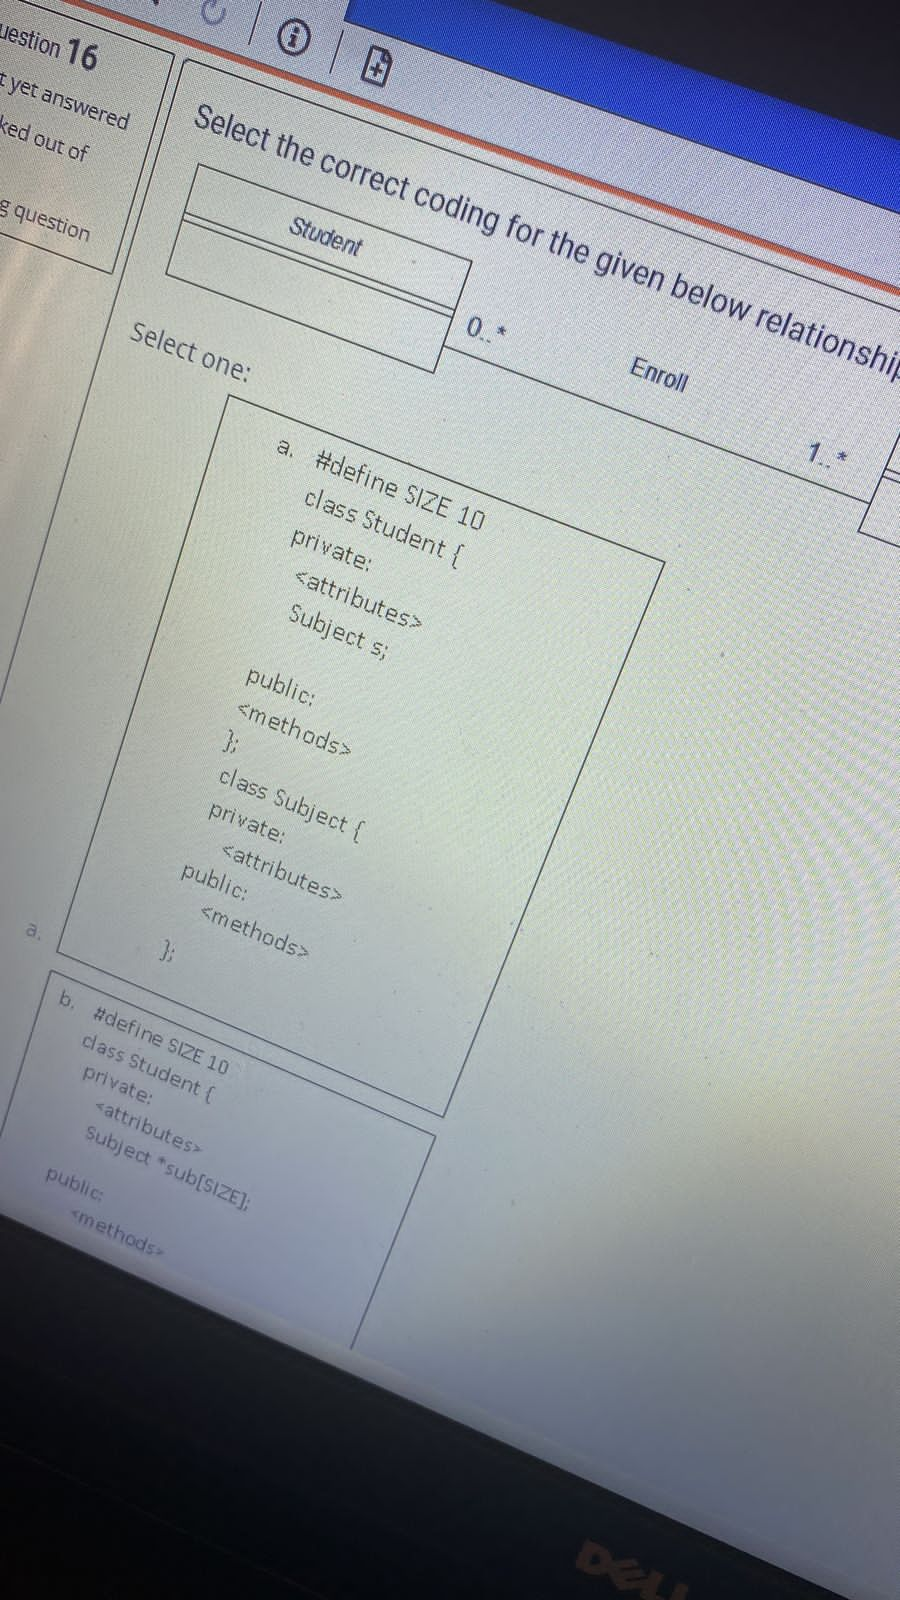 uestion 16
t yet answered
ked out of
g question
Select the correct coding for the given below relationship
Student
0..*
Enroll
1..*
Select one:
a. #define SIZE 10
class Student {
private:
<attributes>
Subject s;
public:
<methods>
};
class Subject {
private:
<attributes>
public:
<methods>
};
a.
b. #define SIZE 10
class Student {
private:
<attributes>
Subject *sub[SIZE];
public:
<methods>
DELL